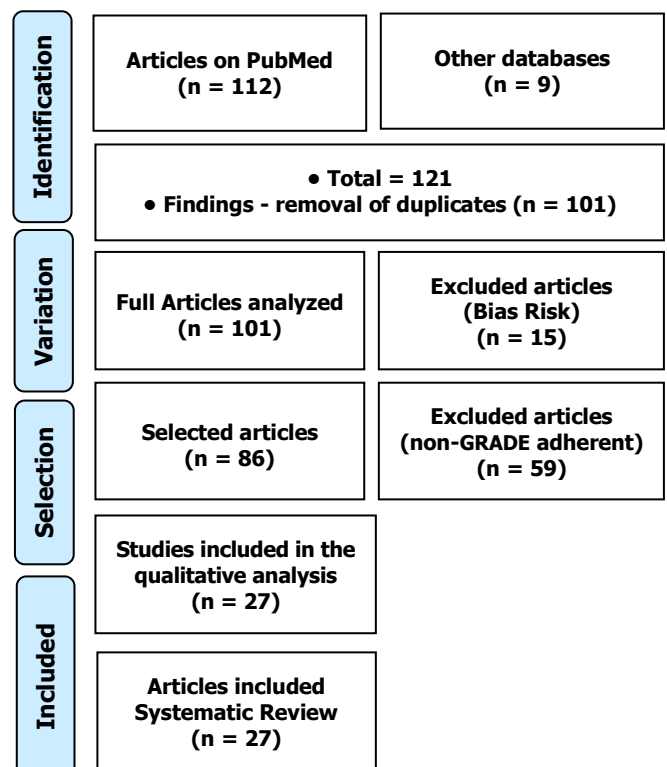 Identification
Articles on PubMed
(n = 112)
Other databases
(n = 9)
• Total = 121
• Findings - removal of duplicates (n = 101)
Variation
Full Articles analyzed
(n = 101)
Excluded articles
(Bias Risk)
(n = 15)
Selection
Selected articles
(n = 86)
Excluded articles
(non-GRADE adherent)
(n = 59)
Studies included in the
qualitative analysis
(n = 27)
Included
Articles included
Systematic Review
(n = 27)